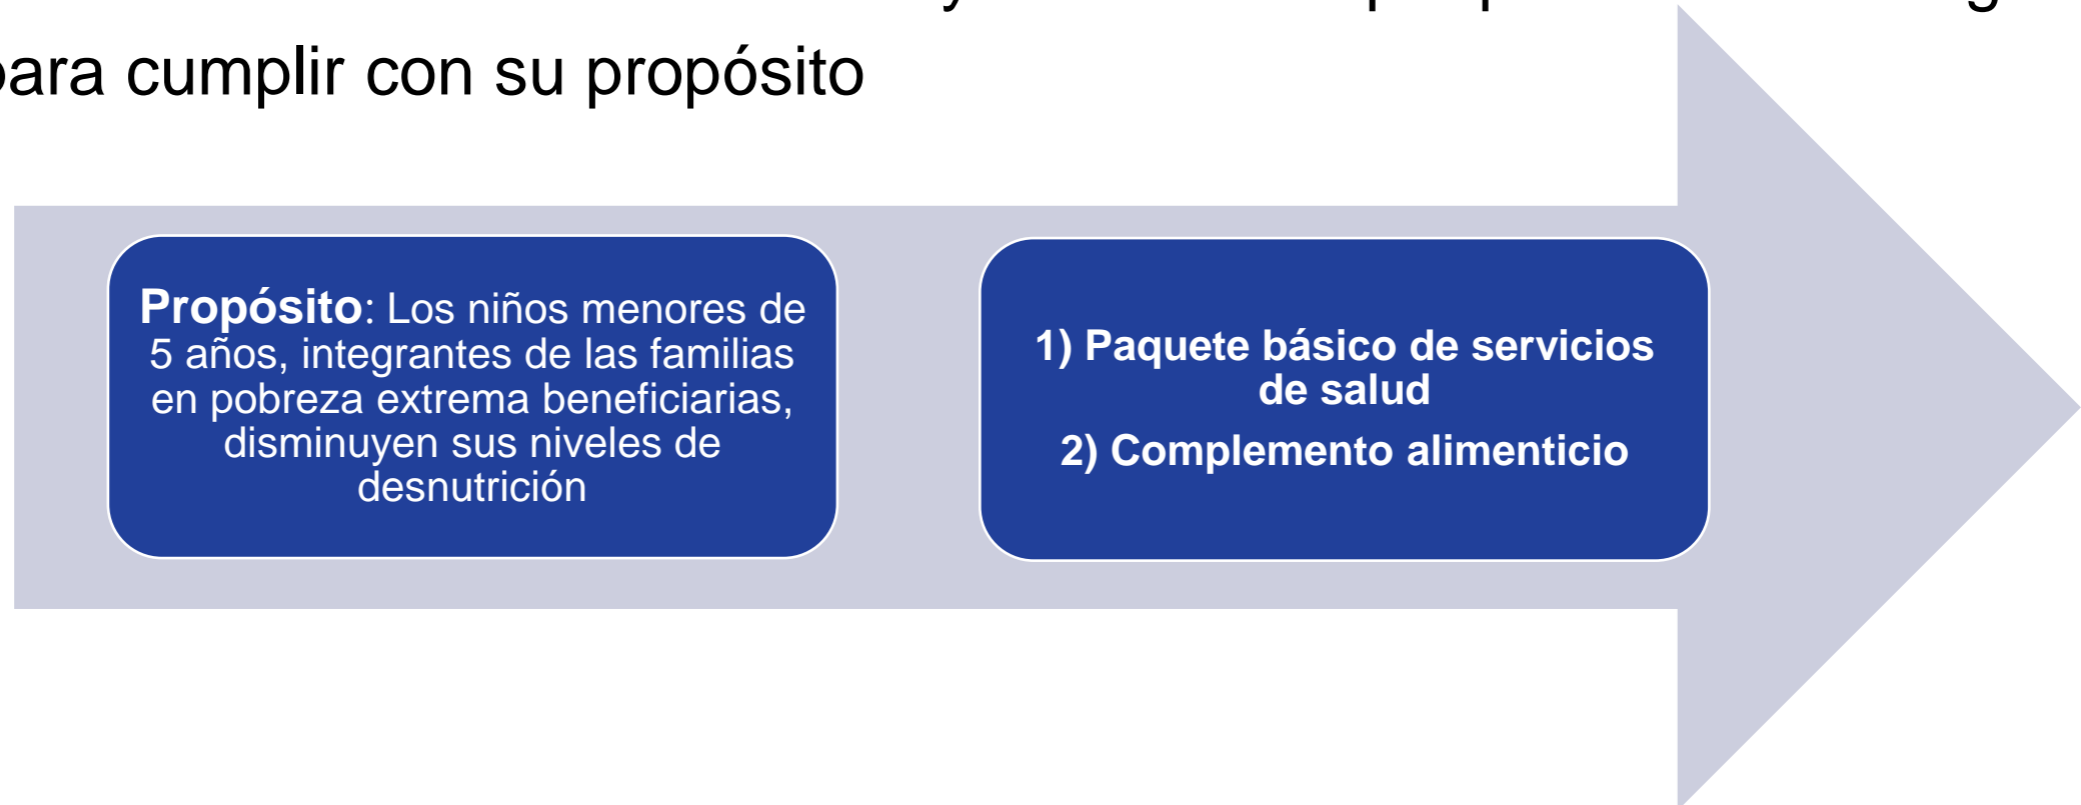 para cumplir con su propósito
Propósito: Los niños menores de
5 años, integrantes de las familias
en pobreza extrema beneficiarias,
disminuyen sus niveles de
desnutrición
1) Paquete básico de servicios
de salud
2) Complemento alimenticio